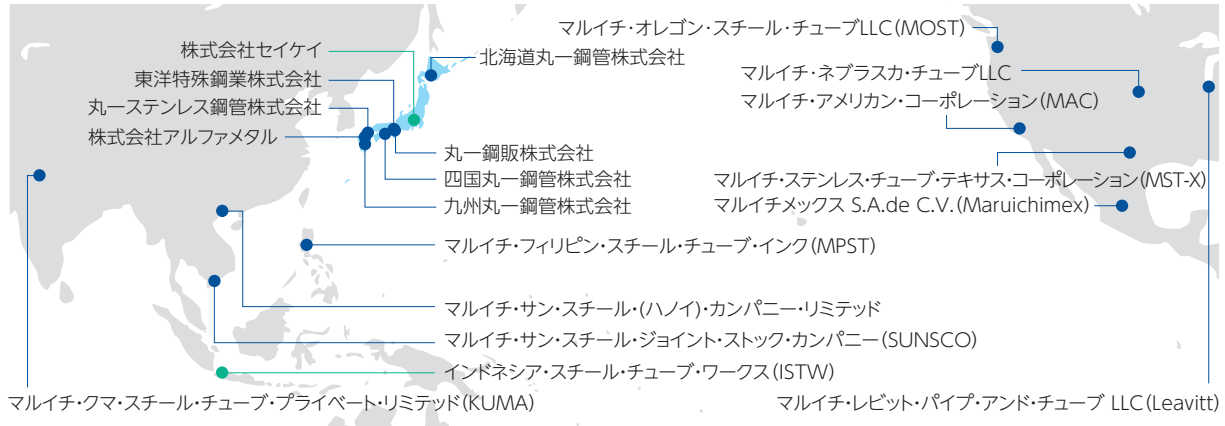 株式会社セイケイ
東洋特殊鋼業株式会社
丸一ステンレス鋼管株式会社
株式会社アルファメタル
北海道丸一鋼管株式会社
丸一鋼販株式会社
四国丸一鋼管株式会社
九州丸一鋼管株式会社
マルイチ・オレゴン・スチール・チューブLLC(MOST)
マルイチ・ネブラスカ・チューブLLC
マルイチ・アメリカン・コーポレーション(MAC)
マルイチ・ステンレス・チューブ・テキサス・コーポレーション(MST-X)
マルイチメックス S.A.de C.V.(Maruichimex)
マルイチ・フィリピン・スチール・チューブ・インク(MPST)
マルイチ・サン・スチール・(ハノイ)・カンパニー・リミテッド
マルイチ・サン・スチール・ジョイント・ストック・カンパニー(SUNSCO)
インドネシア・スチール・チューブ・ワークス(ISTW)
マルイチ・クマ・スチール・チューブ・プライベート・リミテッド(KUMA)
マルイチ・レビット・パイプ・アンド・チューブ LLC(Leavitt)